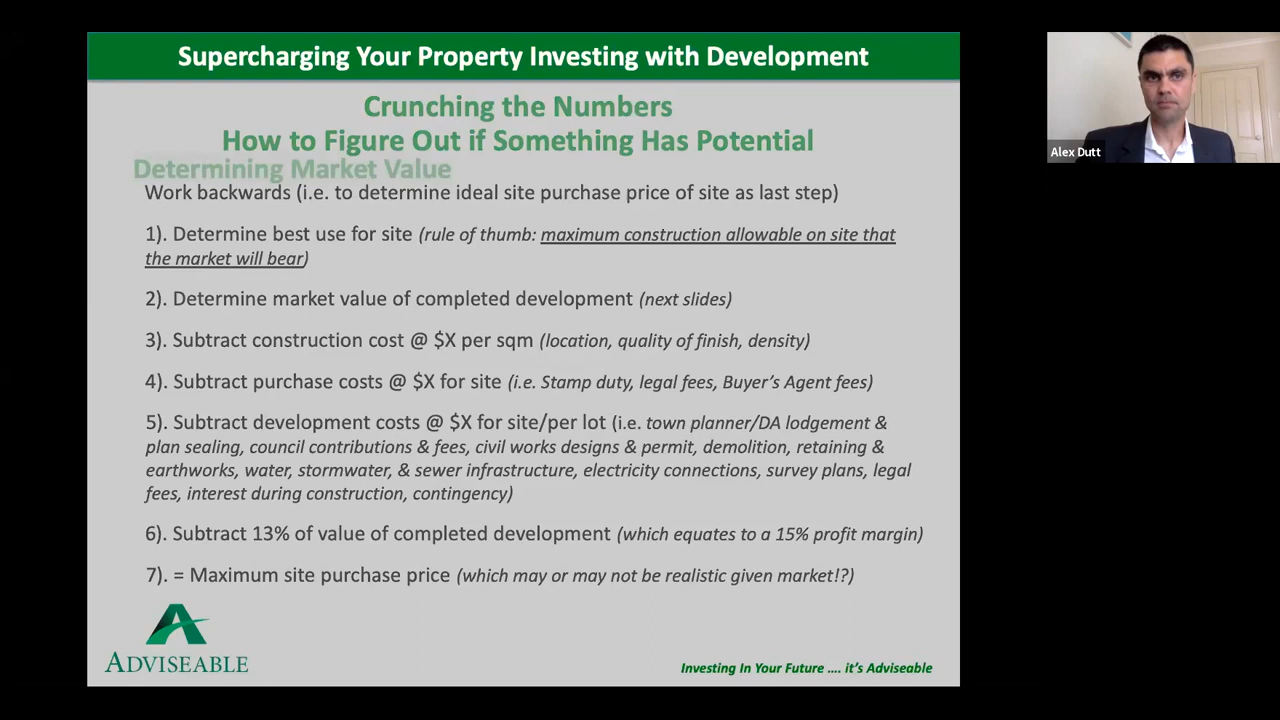 Supercharging Your Property Investing with Development
Crunching the Numbers
How to Figure Out if Something Has Potential
Determining Market Value
Work backwards (i.e. to determine ideal site purchase price of site as last step)
1). Determine best use for site (rule of thumb: maximum construction allowable on site that
the market will bear)
2). Determine market value of completed development (next slides)
3). Subtract construction cost @ $X per sqm (location, quality of finish, density)
4). Subtract purchase costs @ $X for site (i.e. Stamp duty, legal fees, Buyer's Agent fees)
5). Subtract development costs @ $X for site/per lot (i.e. town planner/DA lodgement &
plan sealing, council contributions & fees, civil works designs & permit, demolition, retaining &
earthworks, water, stormwater, & sewer infrastructure, electricity connections, survey plans, legal
fees, interest during construction, contingency)
6). Subtract 13% of value of completed development (which equates to a 15% profit margin)
7). = Maximum site purchase price (which may or may not be realistic given market!?)
ADVISEABLE
Investing In Your Future .... it's Adviseable
Alex Dutt